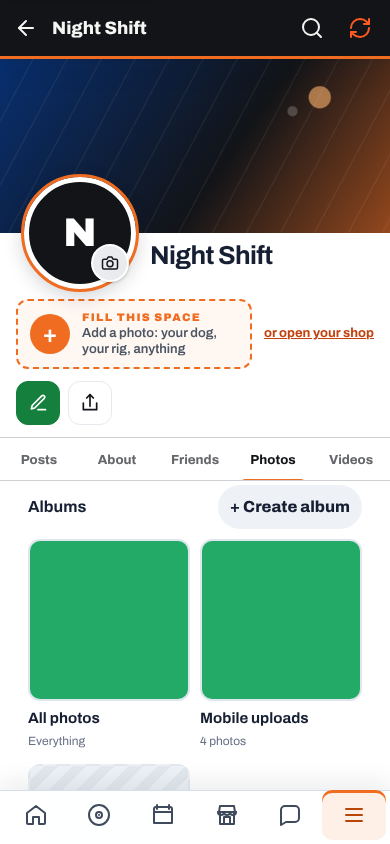 Night Shift
N
Night Shift
FILL THIS SPACE
+
Add a photo: your dog,
your rig, anything
or open your shop
Posts
About
Friends
Photos
Videos
Albums
+ Create album
All photos
Everything
Mobile uploads
4 photos